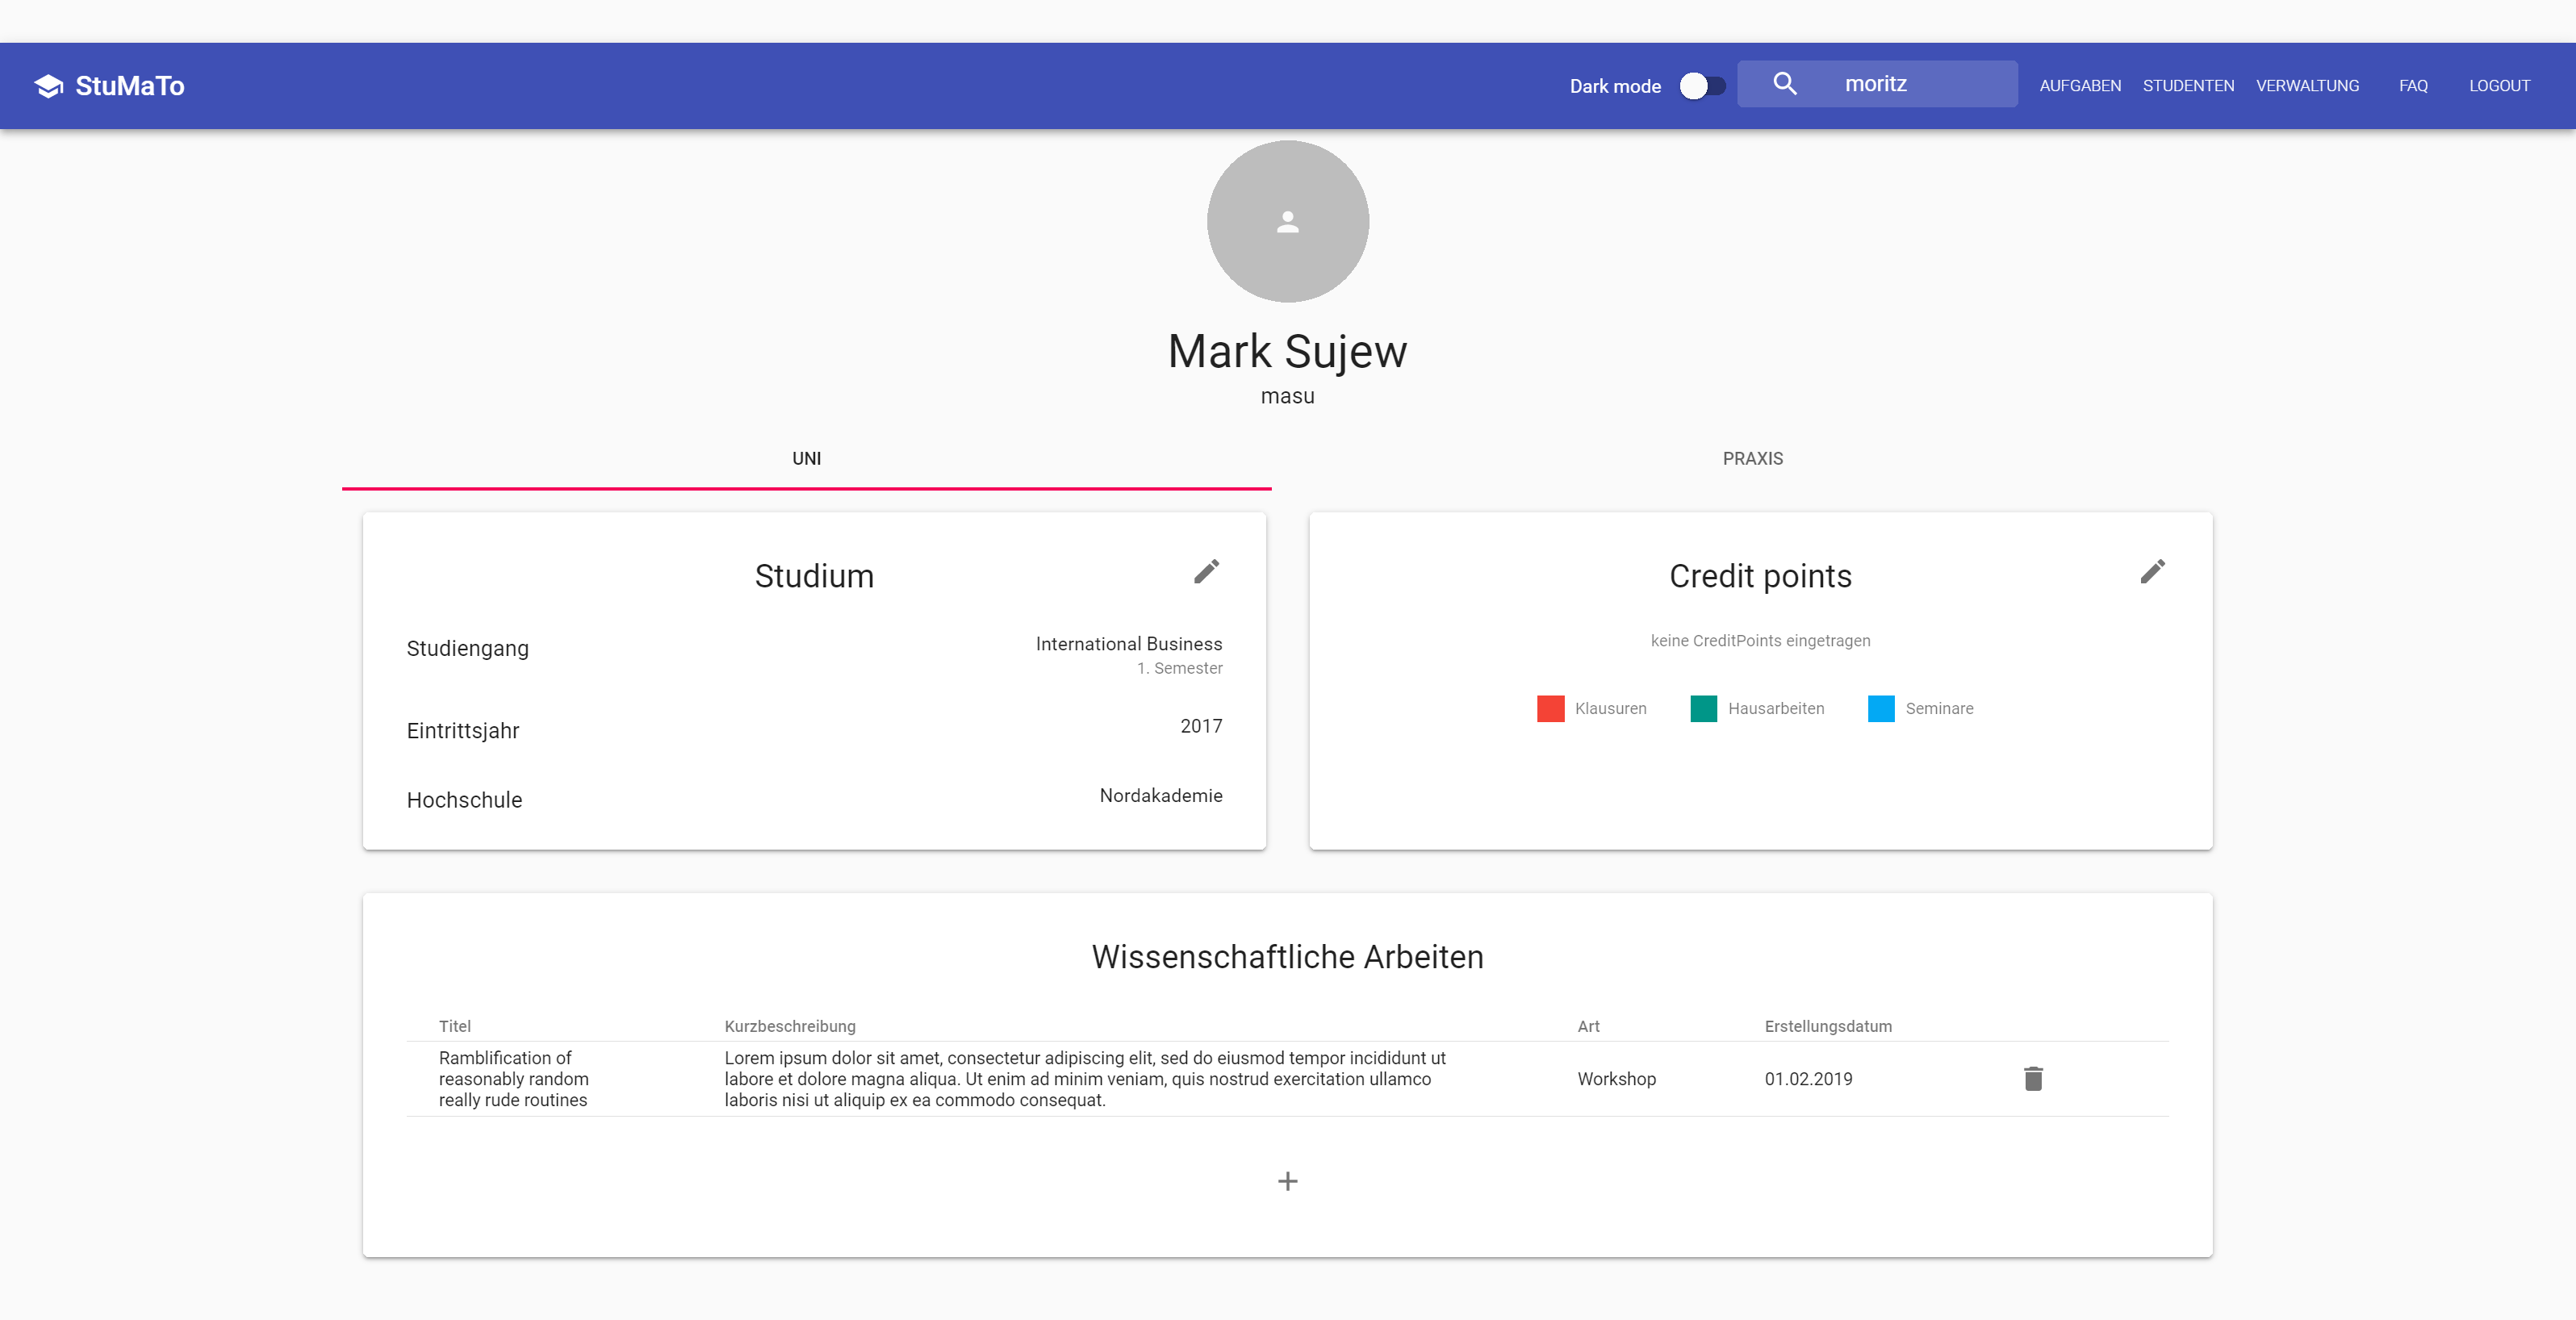 StuMaTo
Dark mode
moritz
AUFGABEN
STUDENTEN
VERWALTUNG
FAQ
LOGOUT
Mark Sujew
masu
UNI
PRAXIS
Studium
Studiengang
International Business
1. Semester
Eintrittsjahr
2017
Hochschule
Nordakademie
Credit points
keine CreditPoints eingetragen
Klausuren
Hausarbeiten
Seminare
Wissenschaftliche Arbeiten
Titel
Kurzbeschreibung
Art
Erstellungsdatum
Ramblification of
reasonably random
really rude routines
Lorem ipsum dolor sit amet, consectetur adipiscing elit, sed do eiusmod tempor incididunt ut
labore et dolore magna aliqua. Ut enim ad minim veniam, quis nostrud exercitation ullamco
laboris nisi ut aliquip ex ea commodo consequat.
Workshop
01.02.2019